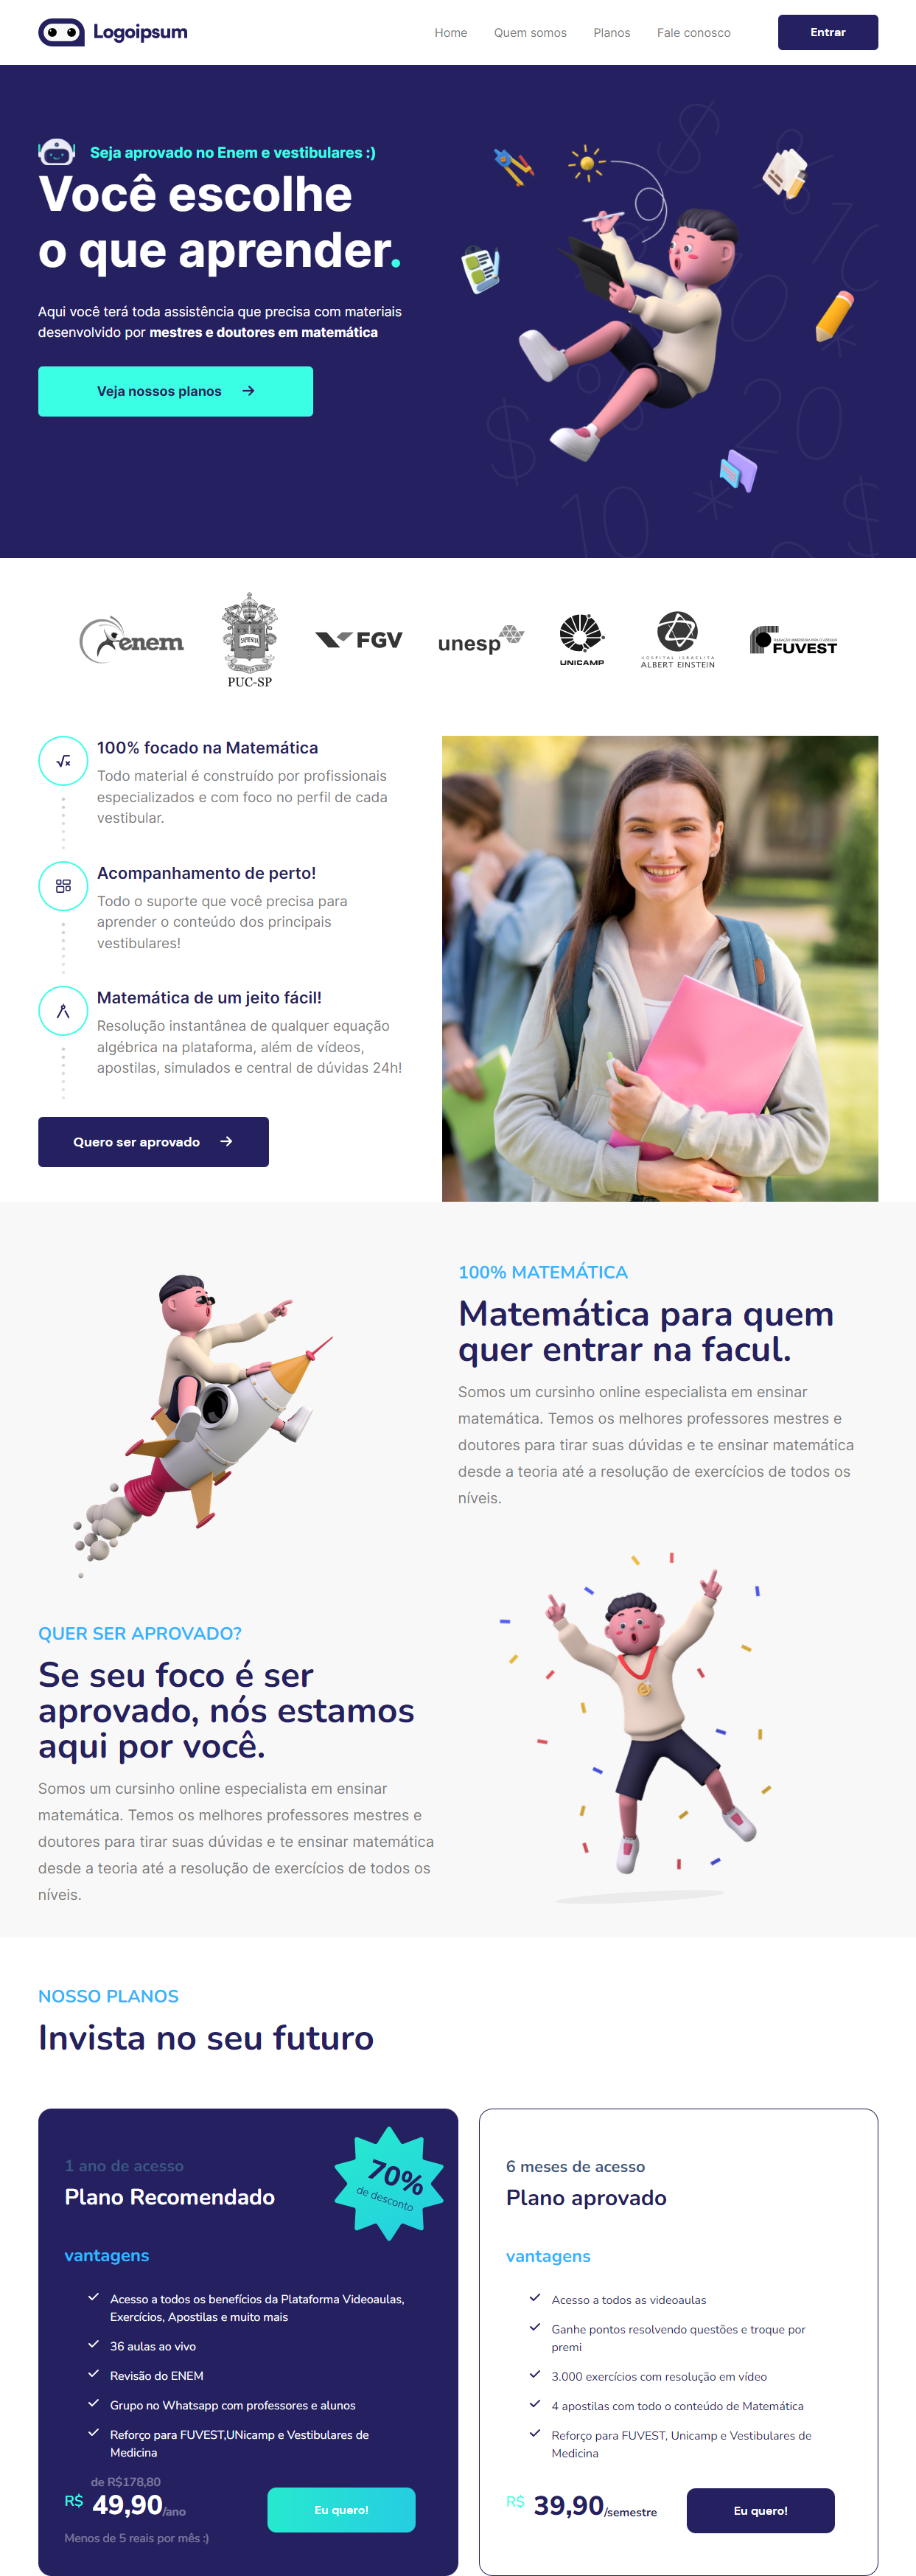 Logoipsum
Home
Quem somos
Planos
Fale conosco
Entrar
Seja aprovado no Enem e vestibulares :)
Você escolhe
o que aprender.
Aqui você terá toda assistência que precisa com materiais
desenvolvido por mestres e doutores em matemática
Veja nossos planos
$
10
20
$
10
$
enem
SAPIENTIA
PUC-SP
FGV
unesp
UNICAMP
HOSPITAL ISRAELITA
ALBERT EINSTEIN
FUVEST
100% focado na Matemática
Todo material é construído por profissionais
especializados e com foco no perfil de cada
vestibular.
Acompanhamento de perto!
Todo o suporte que você precisa para
aprender o conteúdo dos principais
vestibulares!
Matemática de um jeito fácil!
Resolução instantânea de qualquer equação
algébrica na plataforma, além de vídeos,
apostilas, simulados e central de dúvidas 24h!
Quero ser aprovado
100% MATEMÁTICA
Matemática para quem
quer entrar na facul.
Somos um cursinho online especialista em ensinar
matemática. Temos os melhores professores mestres e
doutores para tirar suas dúvidas e te ensinar matemática
desde a teoria até a resolução de exercícios de todos os
níveis.
QUER SER APROVADO?
Se seu foco é ser
aprovado, nós estamos
aqui por você.
Somos um cursinho online especialista em ensinar
matemática. Temos os melhores professores mestres e
doutores para tirar suas dúvidas e te ensinar matemática
desde a teoria até a resolução de exercícios de todos os
níveis.
NOSSO PLANOS
Invista no seu futuro
1 ano de acesso
Plano Recomendado
70%
de desconto
vantagens
Acesso a todos os benefícios da Plataforma Videoaulas,
Exercícios, Apostilas e muito mais
36 aulas ao vivo
Revisão do ENEM
Grupo no Whatsapp com professores e alunos
Reforço para FUVEST,UNicamp e Vestibulares de
Medicina
de R$178,80
R$ 49,90/ano
Menos de 5 reais por mês :)
Eu quero!
6 meses de acesso
Plano aprovado
vantagens
Acesso a todas as videoaulas
Ganhe pontos resolvendo questões e troque por
premi
3.000 exercícios com resolução em vídeo
4 apostilas com todo o conteúdo de Matemática
Reforço para FUVEST, Unicamp e Vestibulares de
Medicina
R$ 39,90/semestre
Eu quero!